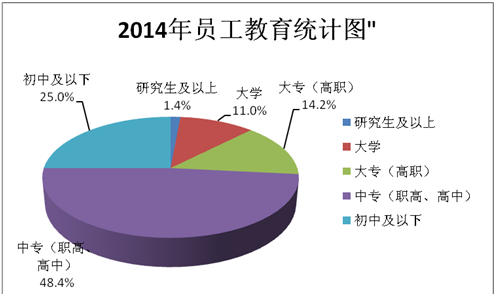 2014年员工教育统计图"
初中及以下
25.0%
研究生及以上
1.4%
大学
11.0%
大专（高职）
14.2%
中专（职高、
高中）
48.4%
研究生及以上
大学
大专（高职）
中专（职高、高中）
初中及以下